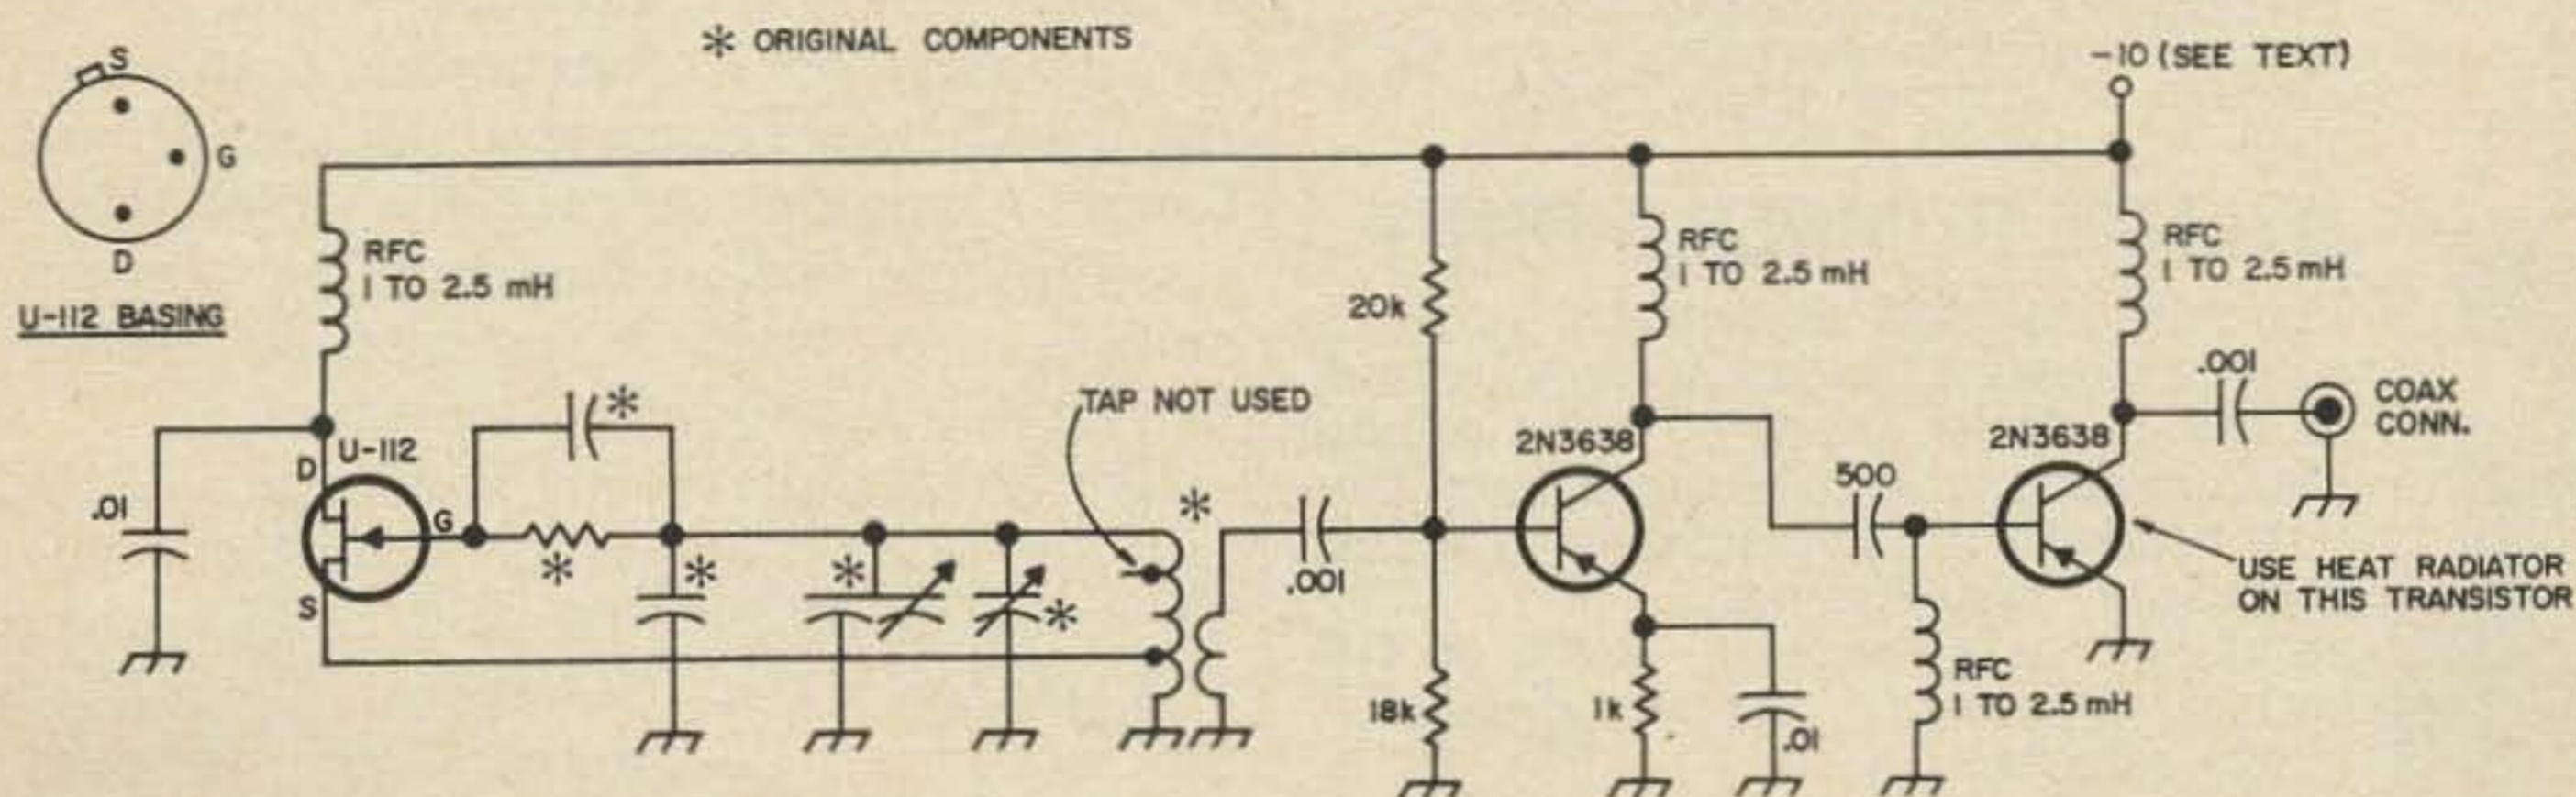 * ORIGINAL COMPONENTS
-10 (SEE TEXT)
S
G
D
U-112 BASING
RFC
1 TO 2.5 mH
20k
RFC
1 TO 2.5 mH
RFC
1 TO 2.5 mH
.01
D
U-112
G
S
*
*
*
*
*
TAP NOT USED
*
.001
18k
2N3638
1k
.01
500
RFC
1 TO 2.5 mH
2N3638
.001
COAX
CONN.
USE HEAT RADIATOR
ON THIS TRANSISTOR